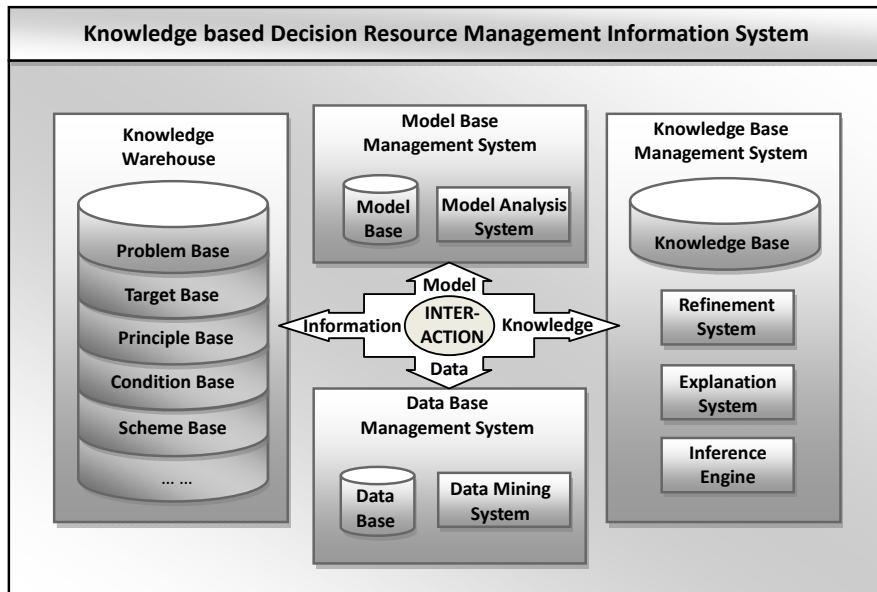 Knowledge based Decision Resource Management Information System
Knowledge
Warehouse
Problem Base
Target Base
Principle Base
Condition Base
Scheme Base
... ...
Model Base
Management System
Model
Base
Model Analysis
System
Model
Information
INTER-
ACTION
Knowledge
Data
Data Base
Management System
Data
Base
Data Mining
System
Knowledge Base
Management System
Knowledge Base
Refinement
System
Explanation
System
Inference
Engine